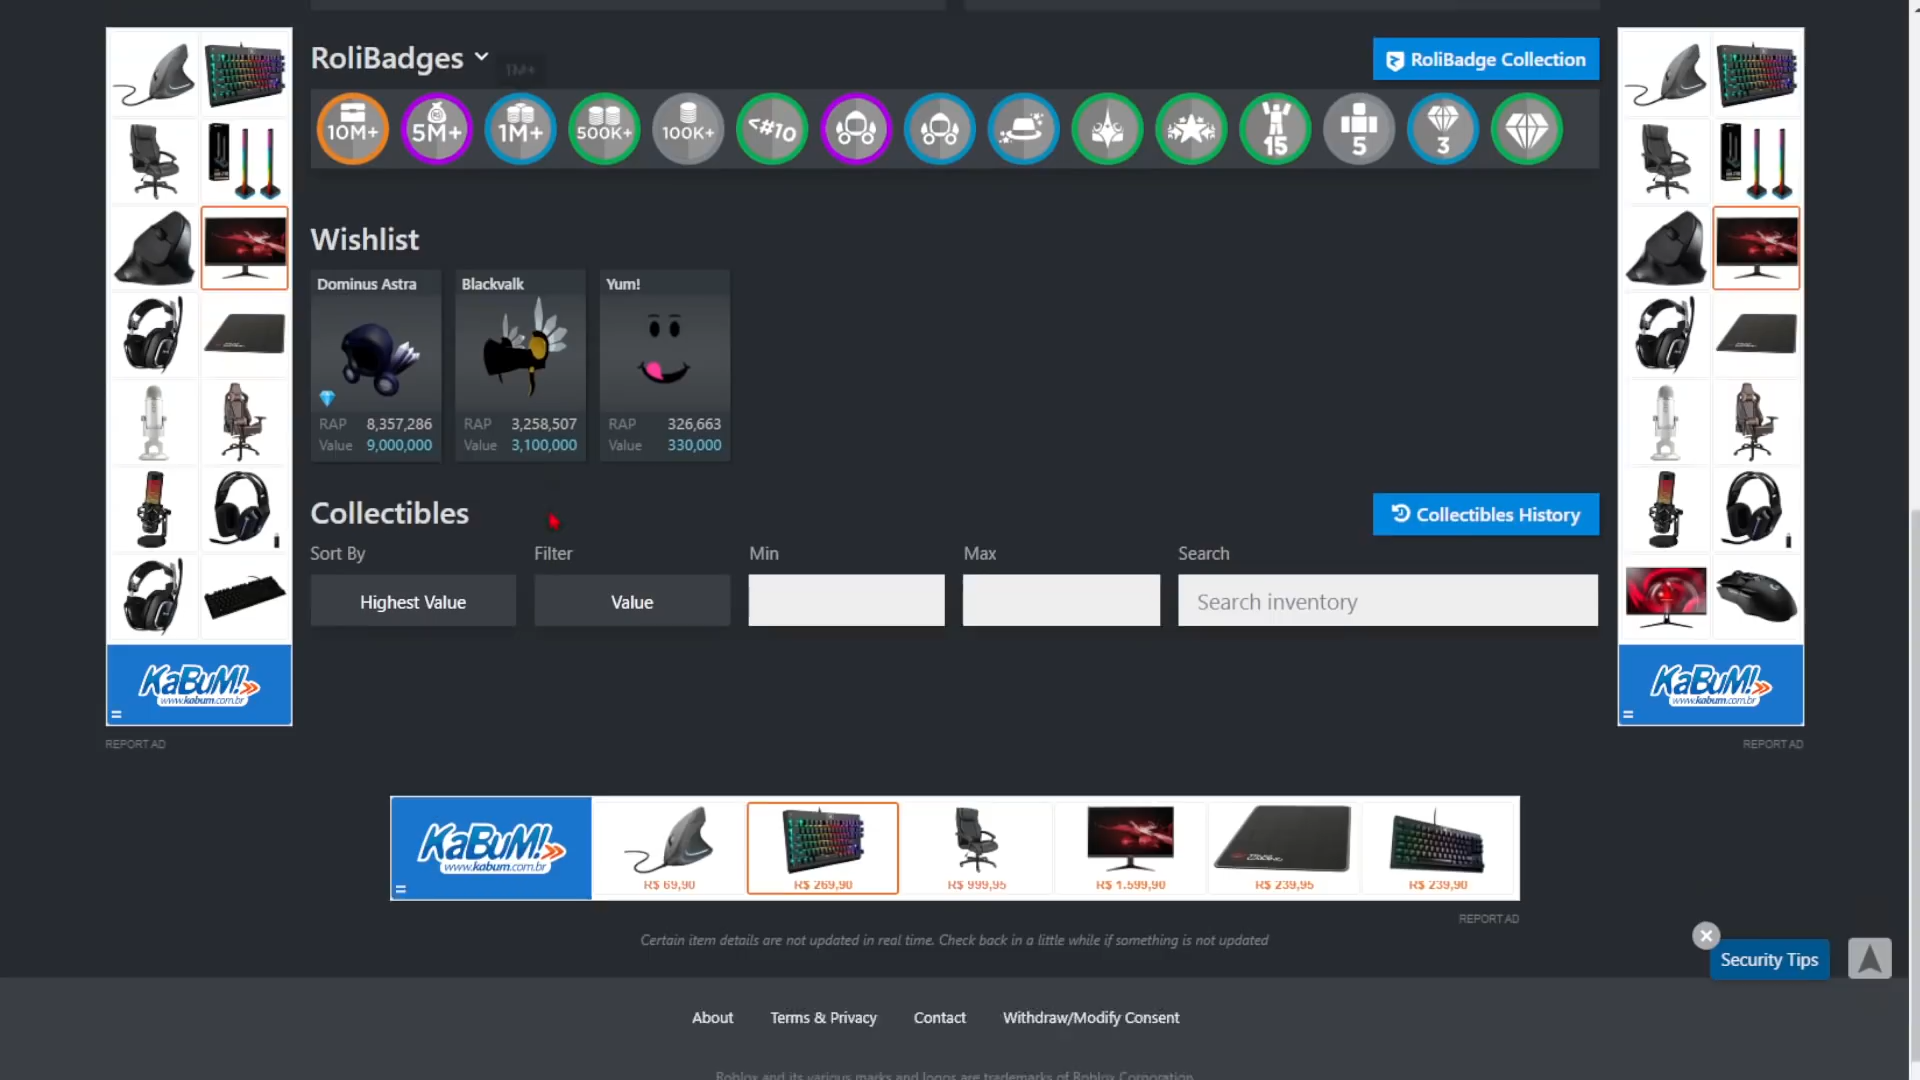 RoliBadges
1M+
RoliBadge Collection
10M+
5M+
1M+
500K+
100K+
<#10
15
5
3
Wishlist
Dominus Astra
RAP 8,357,286
Value 9,000,000
Blackvalk
RAP 3,258,507
Value 3,100,000
Yum!
RAP 326,663
Value 330,000
Collectibles
Collectibles History
Sort By
Filter
Min
Max
Search
Highest Value
Value
Search inventory
KaBuM!
www.kabum.com.br
REPORT AD
KaBuM!
www.kabum.com.br
REPORT AD
KaBuM!
www.kabum.com.br
R$ 69,90
R$ 269,90
R$ 999,95
R$ 1.599,90
R$ 239,95
R$ 239,90
REPORT AD
Certain item details are not updated in real time. Check back in a little while if something is not updated
Security Tips
About
Terms & Privacy
Contact
Withdraw/Modify Consent
Roblox and its various marks and logos are trademarks of Roblox Corporation